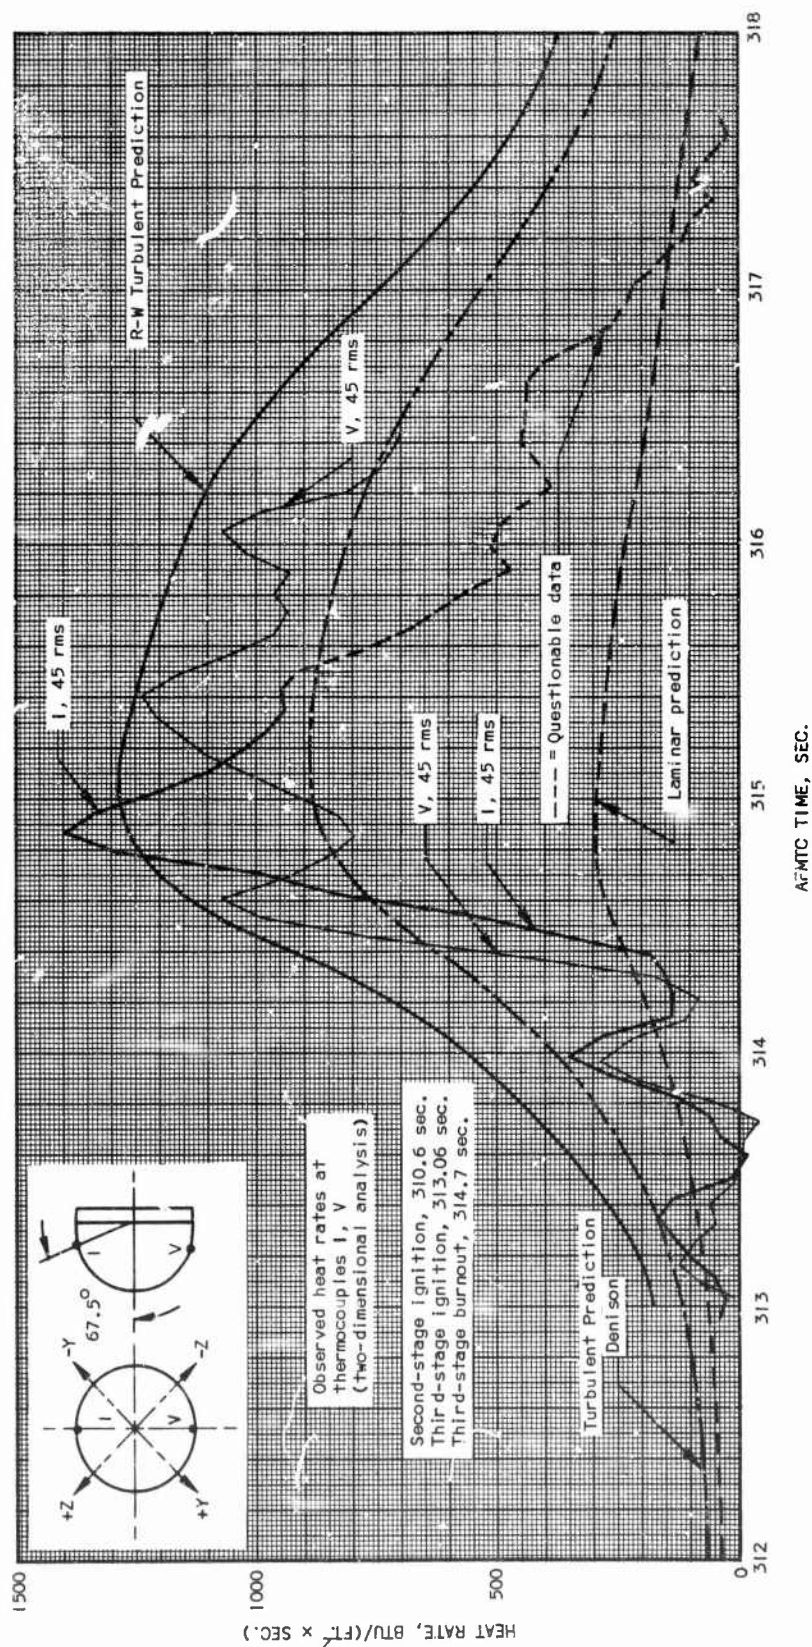 1500
1000
500
0
HEAT RATE, BTU/(FT.² × SEC.)
312
313
314
315
316
317
318
AFMTC TIME, SEC.
+Z
-Y
+Y
-Z
I
V
67.5°
I
V
Observed heat rates at
thermocouples I, V
(two-dimensional analysis)
Second-stage ignition, 310.6 sec.
Third-stage ignition, 313.06 sec.
Third-stage burnout, 314.7 sec.
Turbulent Prediction
Denison
I, 45 rms
V, 45 rms
I, 45 rms
---- = Questionable data
Laminar prediction
V, 45 rms
R-W Turbulent Prediction